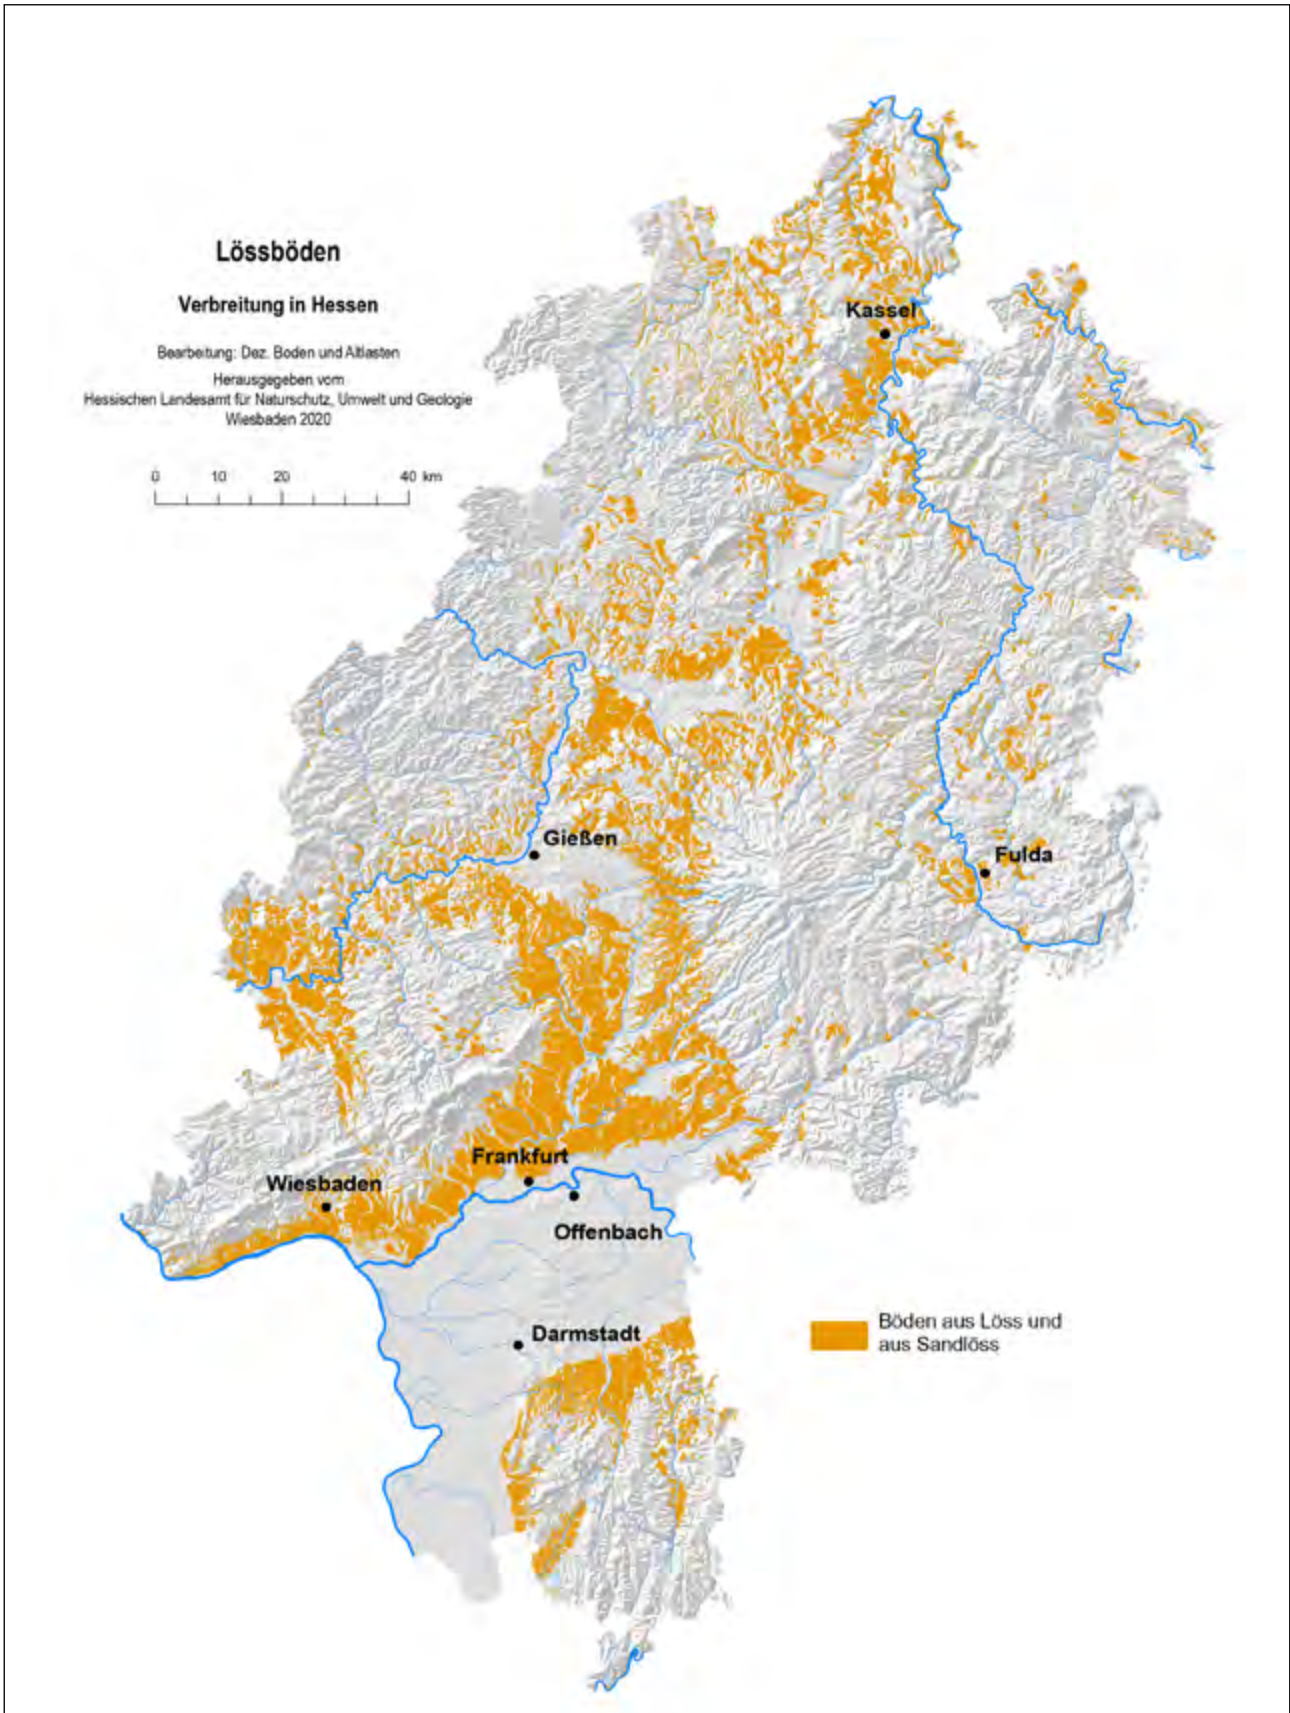 Lössböden
Verbreitung in Hessen
Bearbeitung: Dez. Boden und Altlasten
Herausgegeben vom
Hessischen Landesamt für Naturschutz, Umwelt und Geologie
Wiesbaden 2020
0 10 20 40 km
Kassel
Gießen
Fulda
Frankfurt
Wiesbaden
Offenbach
Darmstadt
Böden aus Löss und
aus Sandlöss